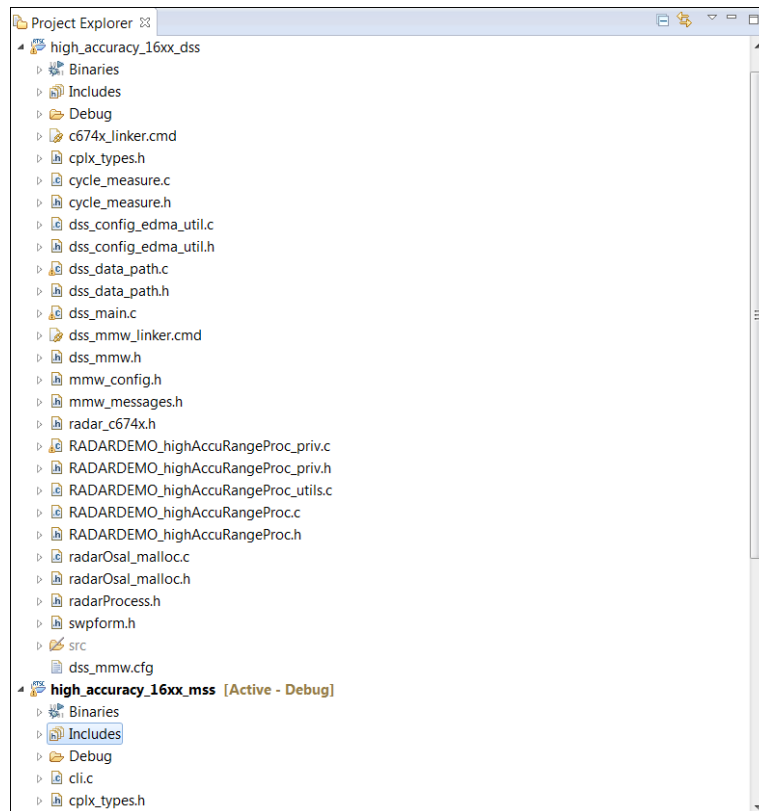 Project Explorer
high_accuracy_16xx_dss
Binaries
Includes
Debug
c674x_linker.cmd
cplx_types.h
cycle_measure.c
cycle_measure.h
dss_config_edma_util.c
dss_config_edma_util.h
dss_data_path.c
dss_data_path.h
dss_main.c
dss_mmw_linker.cmd
dss_mmw.h
mmw_config.h
mmw_messages.h
radar_c674x.h
RADARDEMO_highAccuRangeProc_priv.c
RADARDEMO_highAccuRangeProc_priv.h
RADARDEMO_highAccuRangeProc_utils.c
RADARDEMO_highAccuRangeProc.c
RADARDEMO_highAccuRangeProc.h
radarOsal_malloc.c
radarOsal_malloc.h
radarProcess.h
swpform.h
src
dss_mmw.cfg
high_accuracy_16xx_mss [Active - Debug]
Binaries
Includes
Debug
cli.c
cplx_types.h